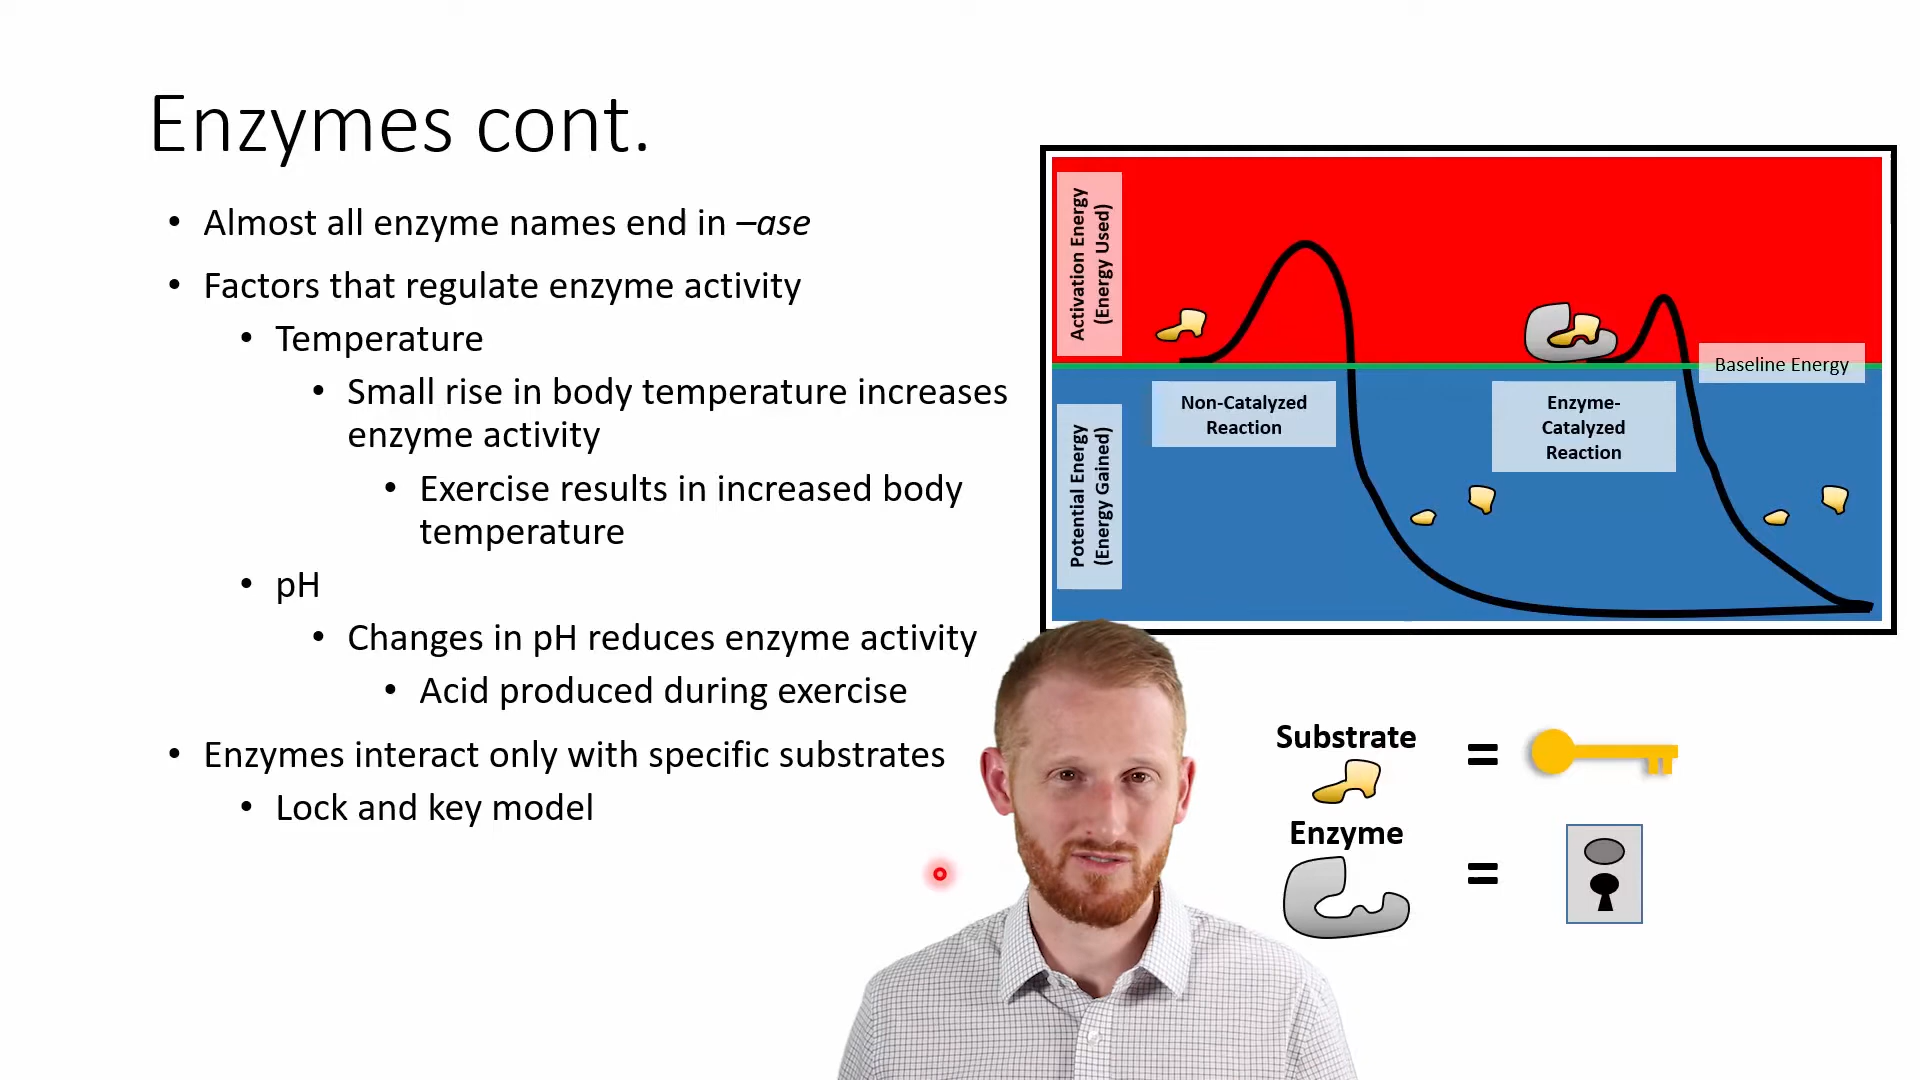 Enzymes cont.
• Almost all enzyme names end in –ase
• Factors that regulate enzyme activity
• Temperature
• Small rise in body temperature increases
enzyme activity
• Exercise results in increased body
temperature
• pH
• Changes in pH reduces enzyme activity
• Acid produced during exercise
• Enzymes interact only with specific substrates
• Lock and key model
Activation Energy
(Energy Used)
Potential Energy
(Energy Gained)
Non-Catalyzed
Reaction
Enzyme-
Catalyzed
Reaction
Baseline Energy
Substrate
=
Enzyme
=